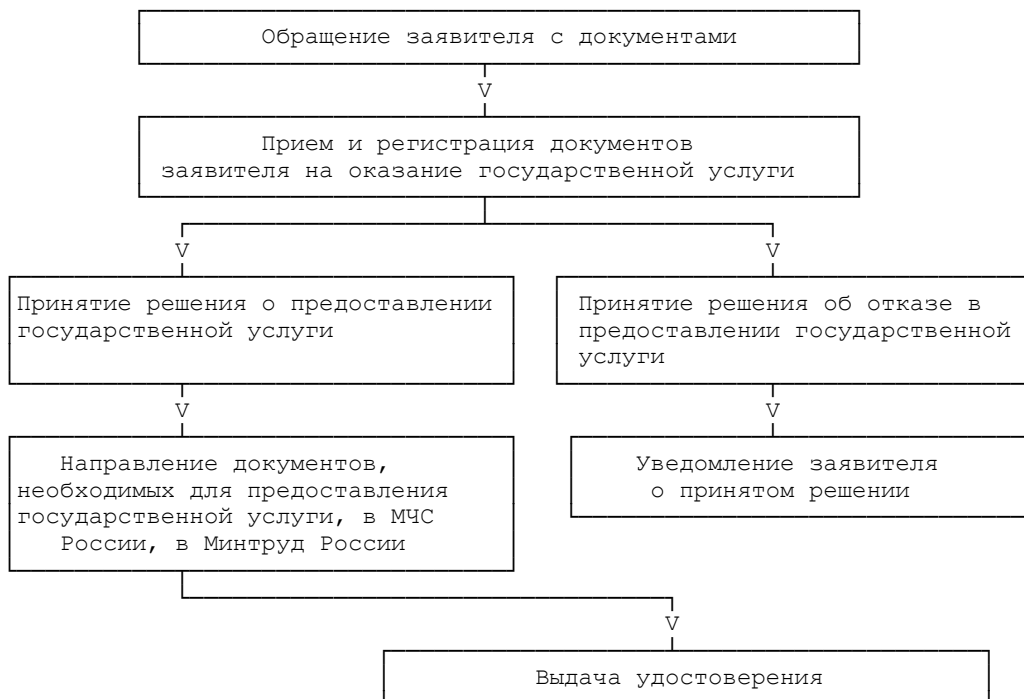 Обращение заявителя с документами
V
Прием и регистрация документов
заявителя на оказание государственной услуги
V
V
Принятие решения о предоставлении
государственной услуги
Принятие решения об отказе в
предоставлении государственной
услуги
V
V
Направление документов,
необходимых для предоставления
государственной услуги, в МЧС
России, в Минтруд России
Уведомление заявителя
о принятом решении
V
Выдача удостоверения